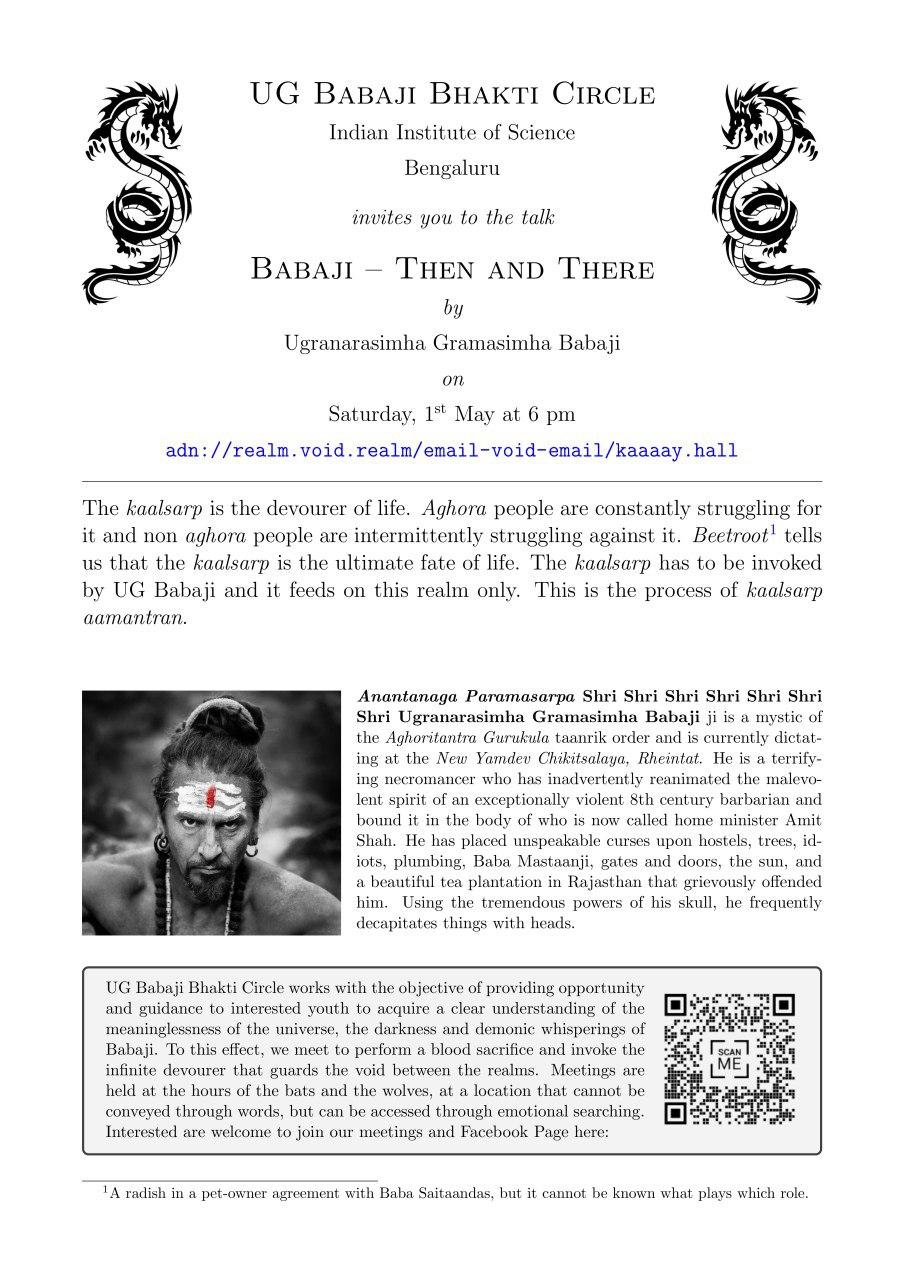 UG Babaji Bhakti Circle
Indian Institute of Science
Bengaluru
invites you to the talk
Babaji – Then and There
by
Ugranarasimha Gramasimha Babaji
on
Saturday, 1st May at 6 pm
adn://realm.void.realm/email-void-email/kaaaay.hall
The kaalsarp is the devourer of life. Aghora people are constantly struggling for
it and non aghora people are intermittently struggling against it. Beetroot1 tells
us that the kaalsarp is the ultimate fate of life. The kaalsarp has to be invoked
by UG Babaji and it feeds on this realm only. This is the process of kaalsarp
aamantran.
Anantanaga Paramasarpa Shri Shri Shri Shri Shri Shri
Shri Ugranarasimha Gramasimha Babaji ji is a mystic of
the Aghoritantra Gurukula taanrik order and is currently dictat-
ing at the New Yamdev Chikitsalaya, Rheintat. He is a terrify-
ing necromancer who has inadvertently reanimated the malevo-
lent spirit of an exceptionally violent 8th century barbarian and
bound it in the body of who is now called home minister Amit
Shah. He has placed unspeakable curses upon hostels, trees, id-
iots, plumbing, Baba Mastaanji, gates and doors, the sun, and
a beautiful tea plantation in Rajasthan that grievously offended
him. Using the tremendous powers of his skull, he frequently
decapitates things with heads.
UG Babaji Bhakti Circle works with the objective of providing opportunity
and guidance to interested youth to acquire a clear understanding of the
meaninglessness of the universe, the darkness and demonic whisperings of
Babaji. To this effect, we meet to perform a blood sacrifice and invoke the
infinite devourer that guards the void between the realms. Meetings are
held at the hours of the bats and the wolves, at a location that cannot be
conveyed through words, but can be accessed through emotional searching.
Interested are welcome to join our meetings and Facebook Page here:
SCAN
ME
1A radish in a pet-owner agreement with Baba Saitaandas, but it cannot be known what plays which role.